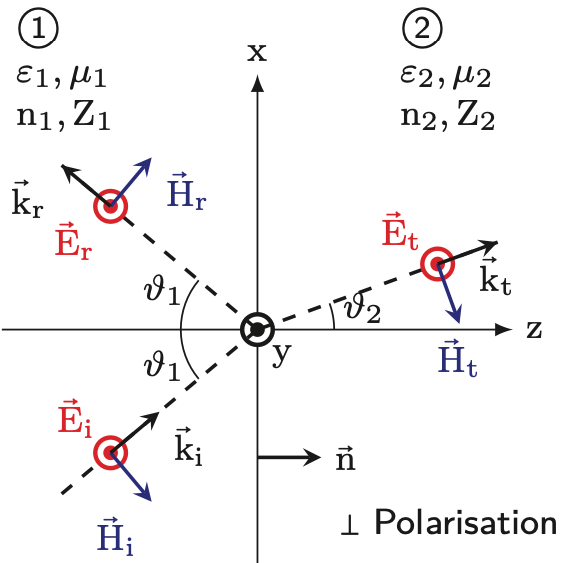 ① ②
ε₁, μ₁ ε₂, μ₂
n₁, Z₁ n₂, Z₂
x
k⃗ᵣ H⃗ᵣ
E⃗ᵣ E⃗ₜ
k⃗ₜ
ϑ₁ ϑ₂
z
y
ϑ₁ H⃗ₜ
E⃗ᵢ k⃗ᵢ
n⃗
H⃗ᵢ
⊥ Polarisation